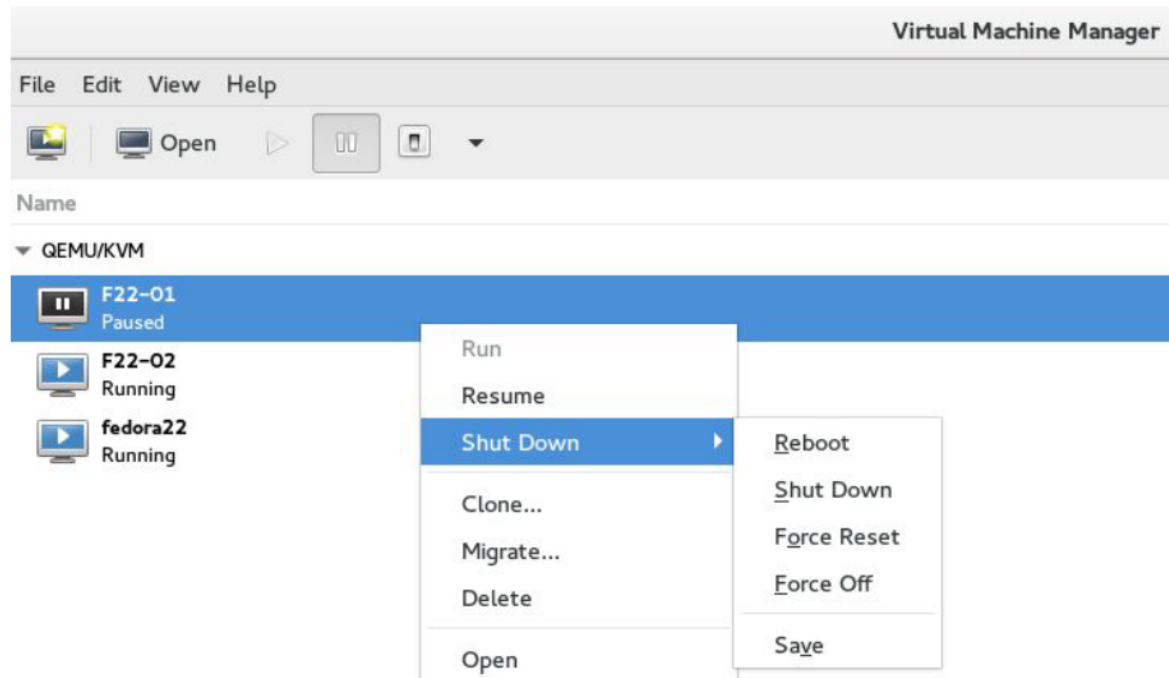 Virtual Machine Manager
File Edit View Help
Open
Name
QEMU/KVM
F22-01
Paused
F22-02
Running
fedora22
Running
Run
Resume
Shut Down
Clone...
Migrate...
Delete
Open
Reboot
Shut Down
Force Reset
Force Off
Save